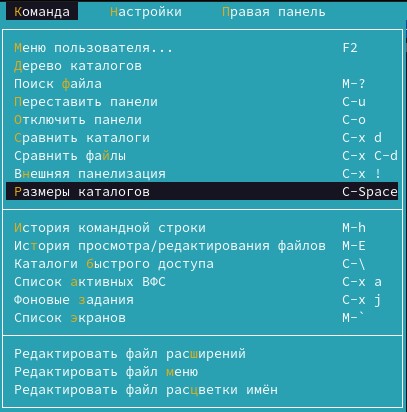 Команда Настройки Правая панель
Меню пользователя... F2
Дерево каталогов
Поиск файла M-?
Переставить панели C-u
Отключить панели C-o
Сравнить каталоги C-x d
Сравнить файлы C-x C-d
Внешняя панелизация C-x !
Размеры каталогов C-Space
История командной строки M-h
История просмотра/редактирования файлов M-E
Каталоги быстрого доступа C-\
Список активных ВФС C-x a
Фоновые задания C-x j
Список экранов M-`
Редактировать файл расширений
Редактировать файл меню
Редактировать файл расцветки имён